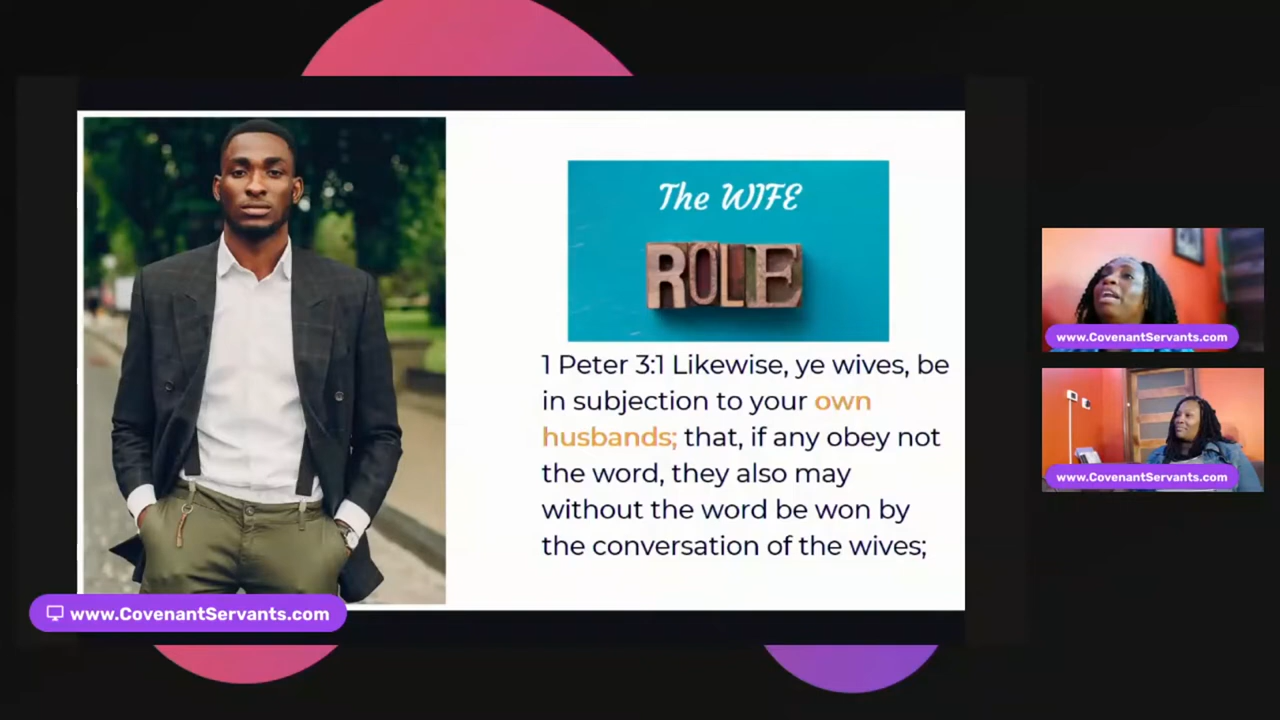 The WIFE
ROLE
1 Peter 3:1 Likewise, ye wives, be
in subjection to your own
husbands; that, if any obey not
the word, they also may
without the word be won by
the conversation of the wives;
www.CovenantServants.com
www.CovenantServants.com
www.CovenantServants.com